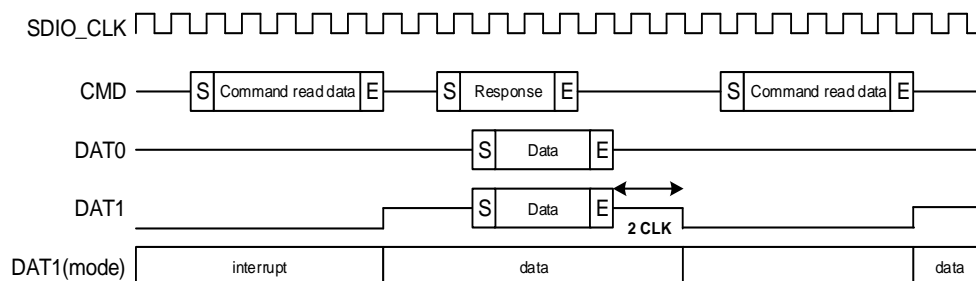 SDIO_CLK
CMD S Command read data E S Response E S Command read data E
DAT0 S Data E
DAT1 S Data E 2 CLK
DAT1(mode) interrupt data data